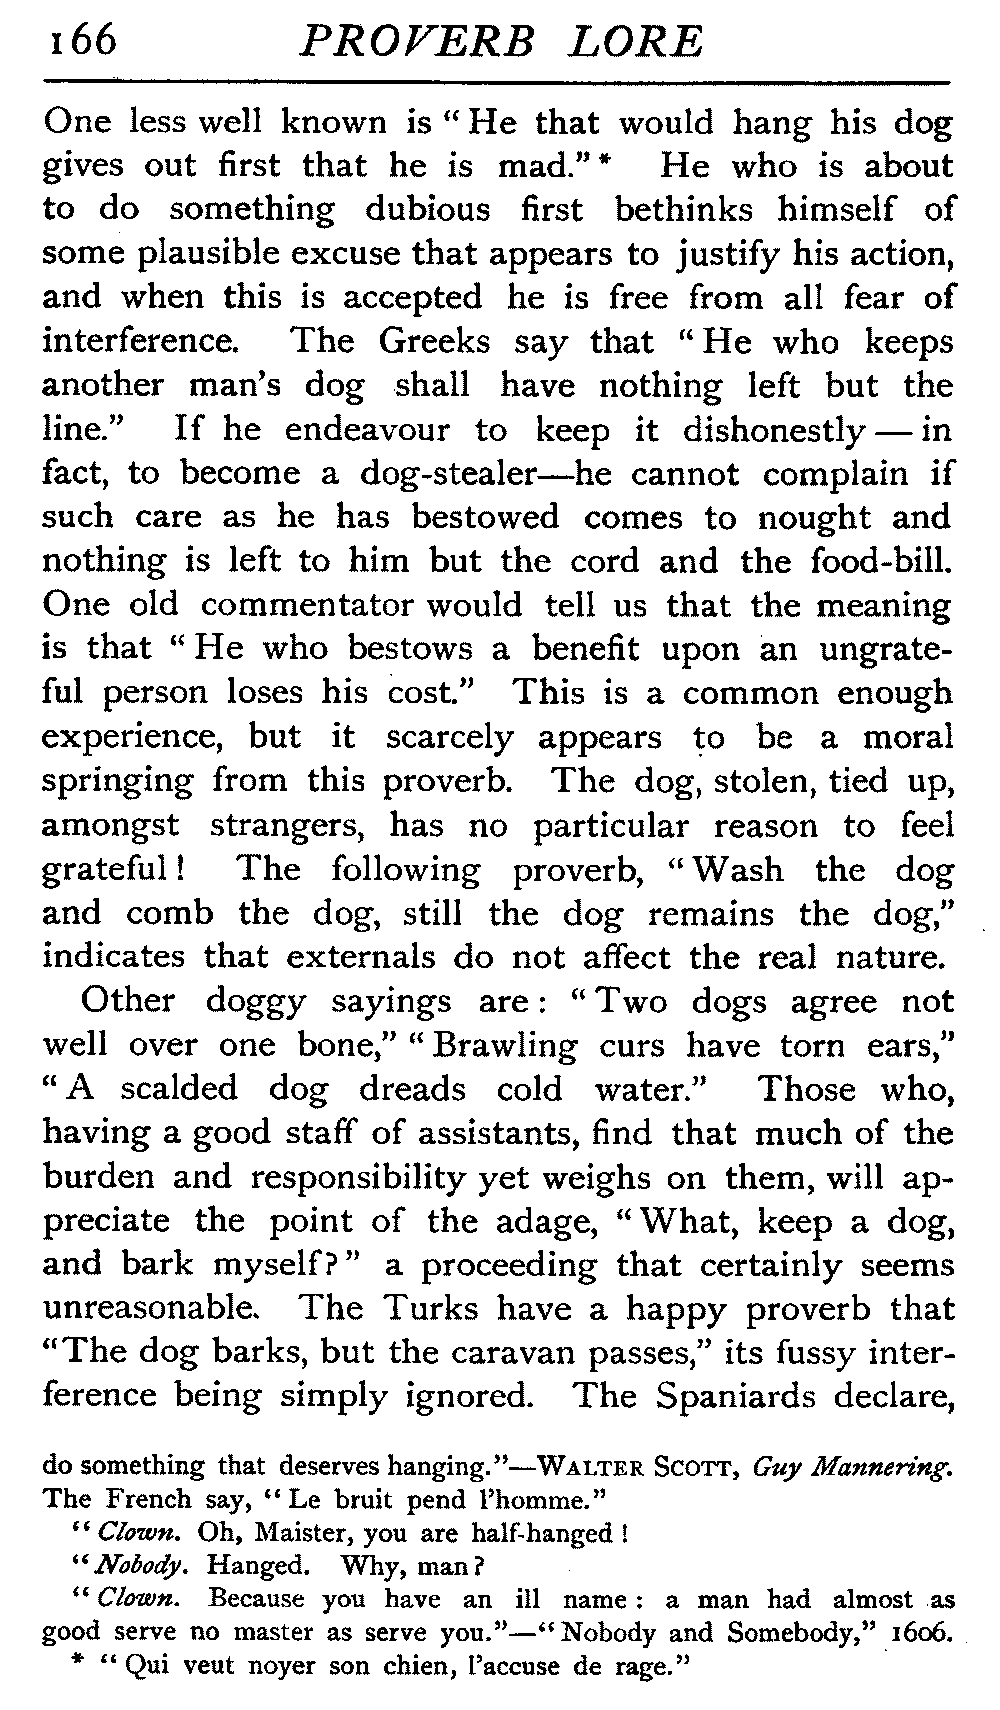 166 PROVERB LORE
One less well known is “He that would hang his dog
gives out first that he is mad.”* He who is about
to do something dubious first bethinks himself of
some plausible excuse that appears to justify his action,
and when this is accepted he is free from all fear of
interference. The Greeks say that “He who keeps
another man's dog shall have nothing left but the
line.” If he endeavour to keep it dishonestly — in
fact, to become a dog-stealer—he cannot complain if
such care as he has bestowed comes to nought and
nothing is left to him but the cord and the food-bill.
One old commentator would tell us that the meaning
is that “He who bestows a benefit upon an ungrate-
ful person loses his cost.” This is a common enough
experience, but it scarcely appears to be a moral
springing from this proverb. The dog, stolen, tied up,
amongst strangers, has no particular reason to feel
grateful! The following proverb, “Wash the dog
and comb the dog, still the dog remains the dog,”
indicates that externals do not affect the real nature.
Other doggy sayings are: “Two dogs agree not
well over one bone,” “Brawling curs have torn ears,”
“A scalded dog dreads cold water.” Those who,
having a good staff of assistants, find that much of the
burden and responsibility yet weighs on them, will ap-
preciate the point of the adage, “What, keep a dog,
and bark myself?” a proceeding that certainly seems
unreasonable. The Turks have a happy proverb that
“The dog barks, but the caravan passes,” its fussy inter-
ference being simply ignored. The Spaniards declare,
do something that deserves hanging.”—WALTER SCOTT, Guy Mannering.
The French say, “Le bruit pend l'homme.”
“Clown. Oh, Maister, you are half-hanged!
“Nobody. Hanged. Why, man?
“Clown. Because you have an ill name: a man had almost as
good serve no master as serve you.”—“Nobody and Somebody,” 1606.
* “Qui veut noyer son chien, l'accuse de rage.”